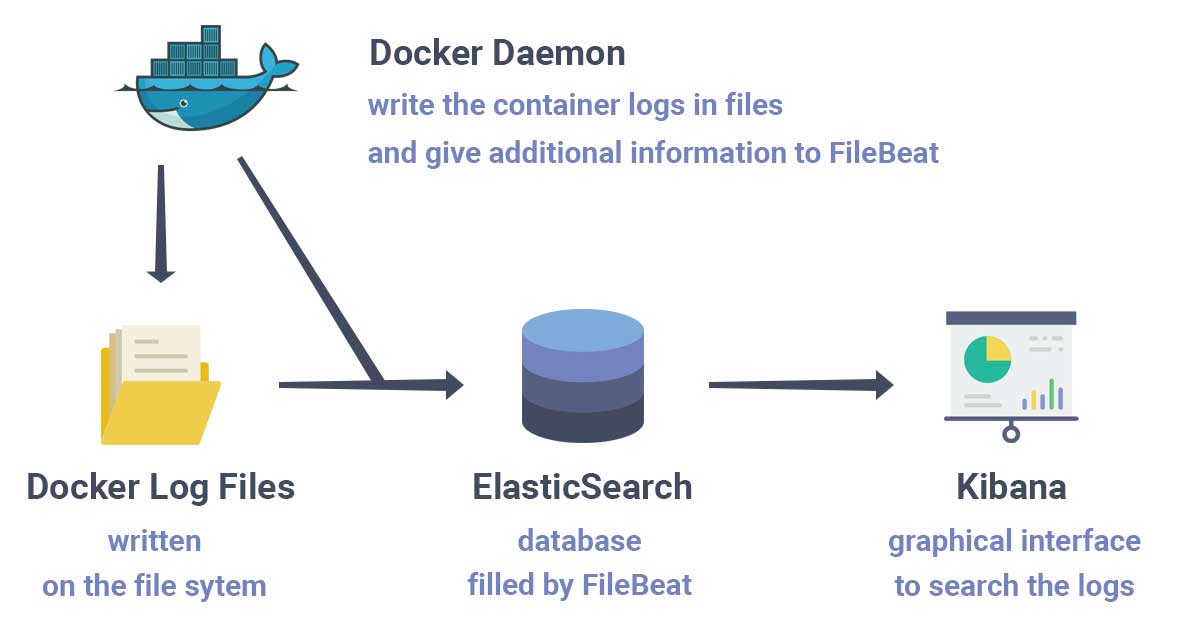 Docker Daemon
write the container logs in files
and give additional information to FileBeat
Docker Log Files
written
on the file sytem
ElasticSearch
database
filled by FileBeat
Kibana
graphical interface
to search the logs